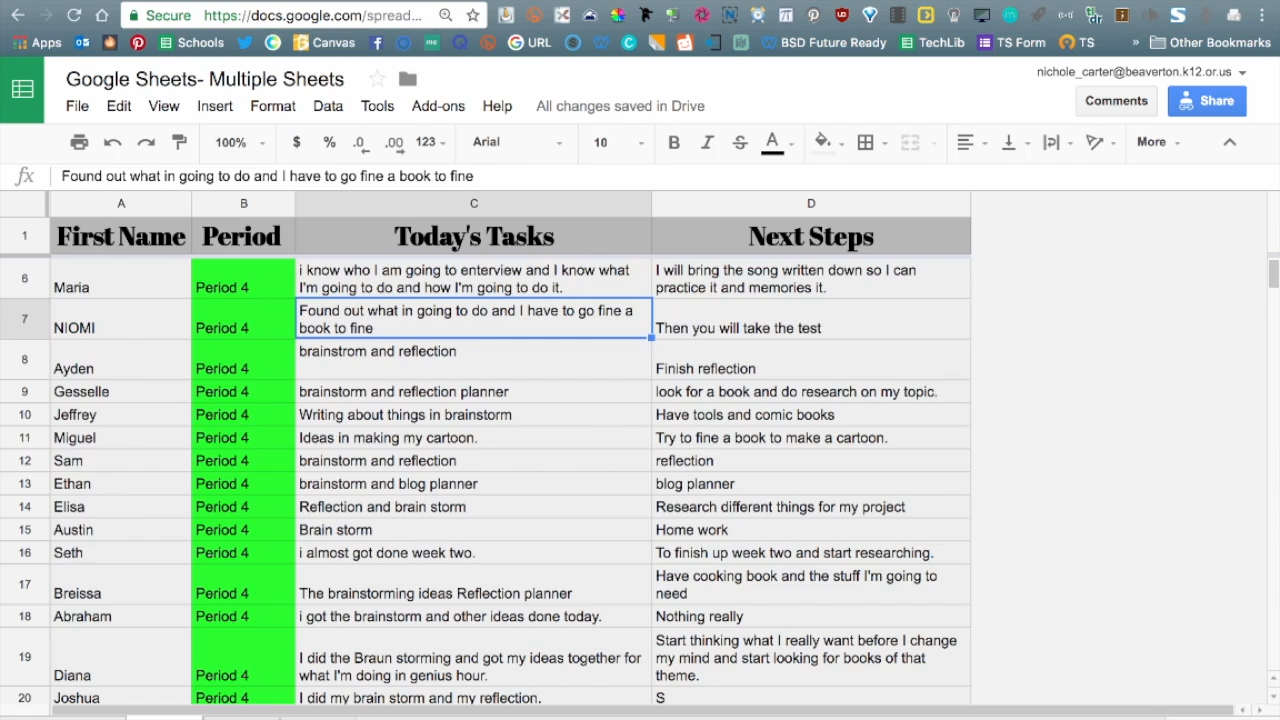 Secure https://docs.google.com/spread...
Apps Schools Canvas URL BSD Future Ready TechLib TS Form TS » Other Bookmarks
Google Sheets- Multiple Sheets
nichole_carter@beaverton.k12.or.us
File Edit View Insert Format Data Tools Add-ons Help All changes saved in Drive
Comments Share
100% $ % .0 .00 123 Arial 10 B I S A More
fx Found out what in going to do and I have to go fine a book to fine
A B C D
1 First Name Period Today's Tasks Next Steps
i know who I am going to enterview and I know what I will bring the song written down so I can
6 Maria Period 4 I'm going to do and how I'm going to do it. practice it and memories it.
Found out what in going to do and I have to go fine a
7 NIOMI Period 4 book to fine Then you will take the test
brainstrom and reflection
8 Ayden Period 4 Finish reflection
9 Gesselle Period 4 brainstorm and reflection planner look for a book and do research on my topic.
10 Jeffrey Period 4 Writing about things in brainstorm Have tools and comic books
11 Miguel Period 4 Ideas in making my cartoon. Try to fine a book to make a cartoon.
12 Sam Period 4 brainstorm and reflection reflection
13 Ethan Period 4 brainstorm and blog planner blog planner
14 Elisa Period 4 Reflection and brain storm Research different things for my project
15 Austin Period 4 Brain storm Home work
16 Seth Period 4 i almost got done week two. To finish up week two and start researching.
Have cooking book and the stuff I'm going to
17 Breissa Period 4 The brainstorming ideas Reflection planner need
18 Abraham Period 4 i got the brainstorm and other ideas done today. Nothing really
Start thinking what I really want before I change
19 I did the Braun storming and got my ideas together for my mind and start looking for books of that
Diana Period 4 what I'm doing in genius hour. theme.
20 Joshua Period 4 I did my brain storm and my reflection. S